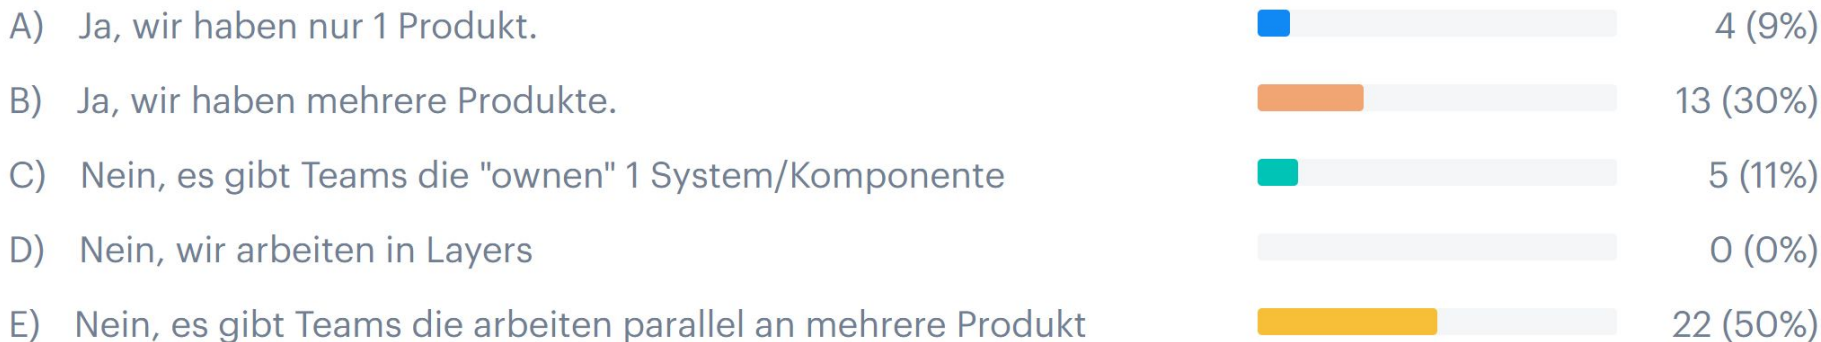 A) Ja, wir haben nur 1 Produkt. 4 (9%)
B) Ja, wir haben mehrere Produkte. 13 (30%)
C) Nein, es gibt Teams die "ownen" 1 System/Komponente 5 (11%)
D) Nein, wir arbeiten in Layers 0 (0%)
E) Nein, es gibt Teams die arbeiten parallel an mehrere Produkt 22 (50%)